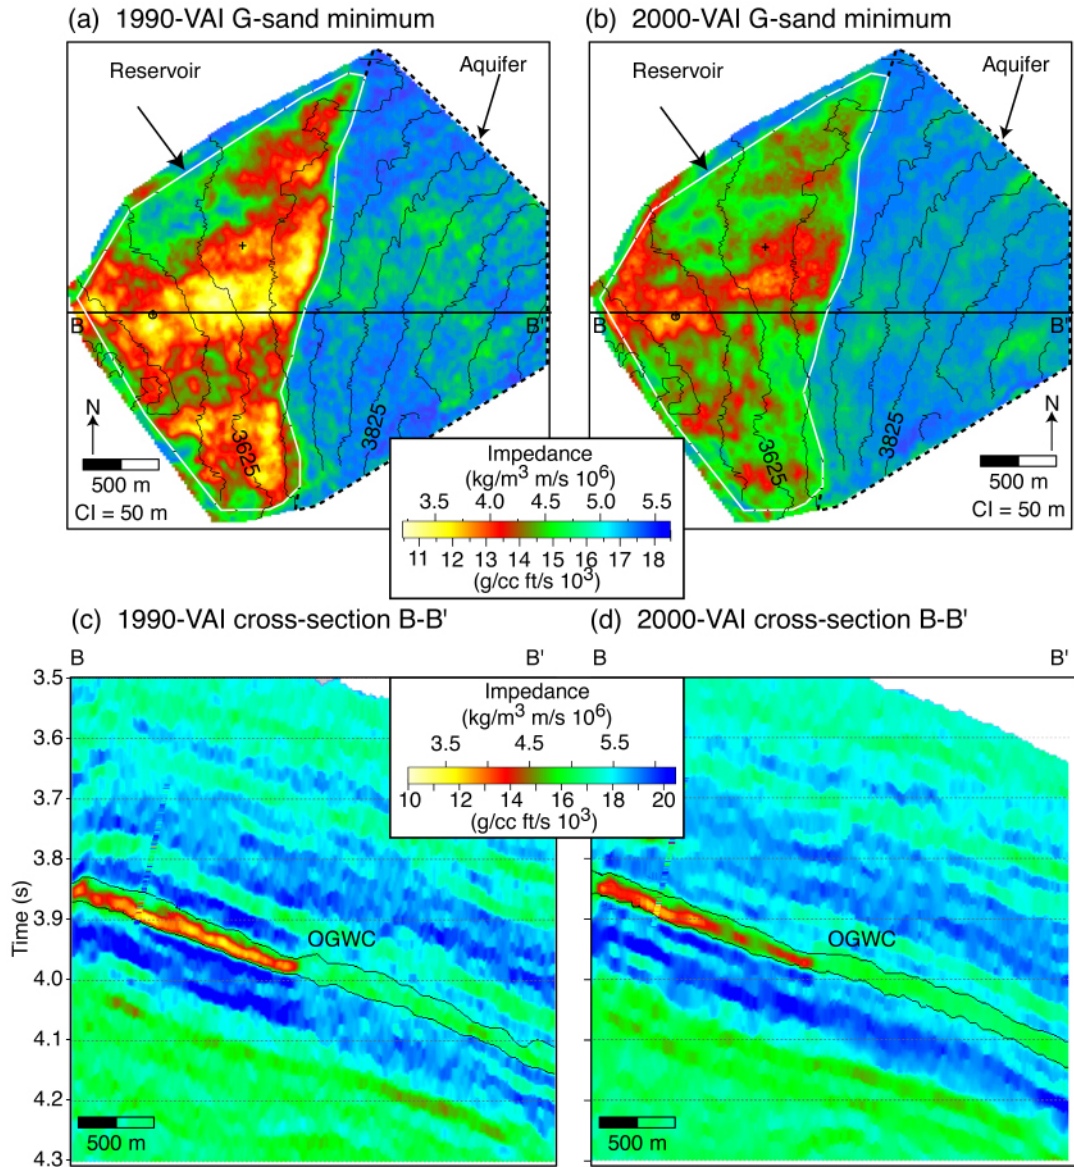 (a) 1990-VAI G-sand minimum
Reservoir
Aquifer
B
B'
3625
3825
N
500 m
CI = 50 m
(b) 2000-VAI G-sand minimum
Reservoir
Aquifer
B
B'
3625
3825
N
500 m
CI = 50 m
Impedance
(kg/m³ m/s 10⁶)
3.5 4.0 4.5 5.0 5.5
11 12 13 14 15 16 17 18
(g/cc ft/s 10³)
(c) 1990-VAI cross-section B-B'
B B'
3.5
3.6
3.7
3.8
3.9
4.0
4.1
4.2
4.3
Time (s)
OGWC
500 m
(d) 2000-VAI cross-section B-B'
B B'
OGWC
500 m
Impedance
(kg/m³ m/s 10⁶)
3.5 4.5 5.5
10 12 14 16 18 20
(g/cc ft/s 10³)